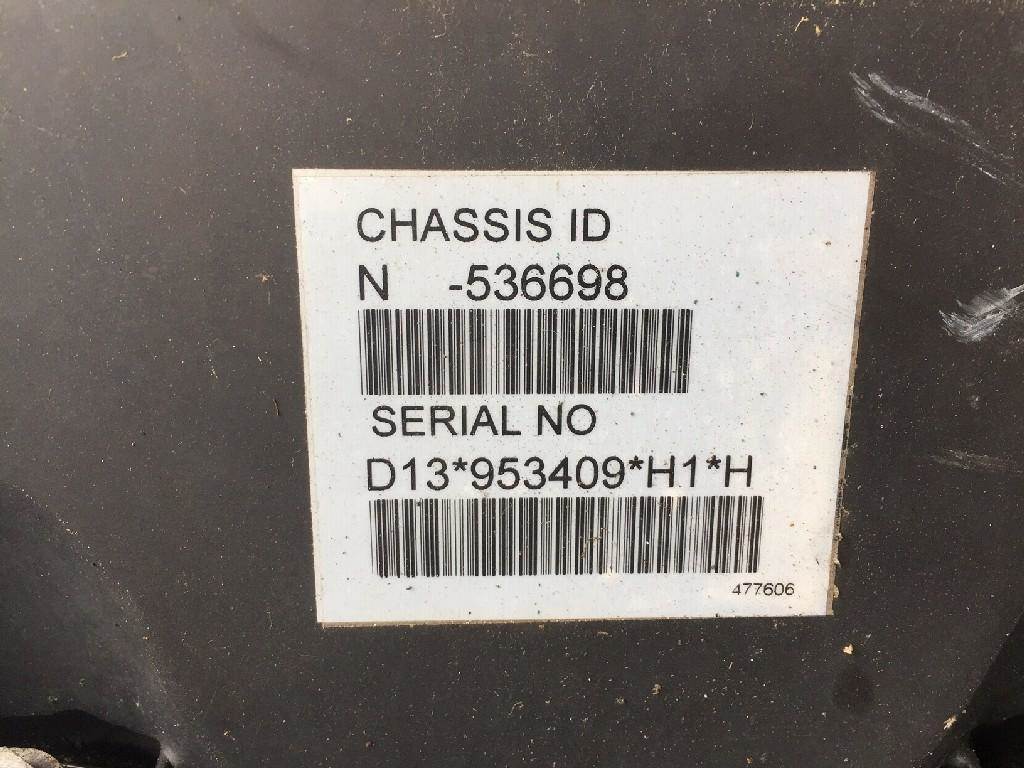 CHASSIS ID
N -536698
SERIAL NO
D13*953409*H1*H
477606